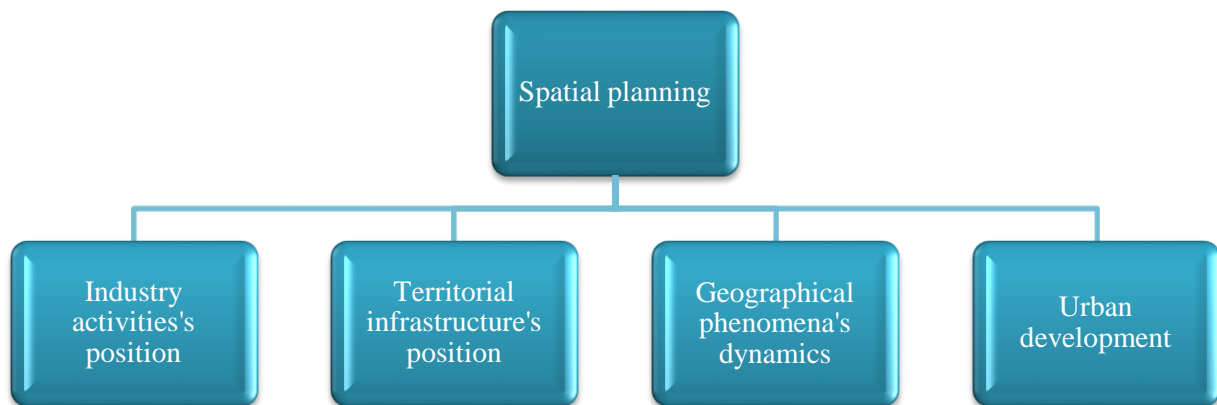 Spatial planning
Industry
activities's
position
Territorial
infrastructure's
position
Geographical
phenomena's
dynamics
Urban
development